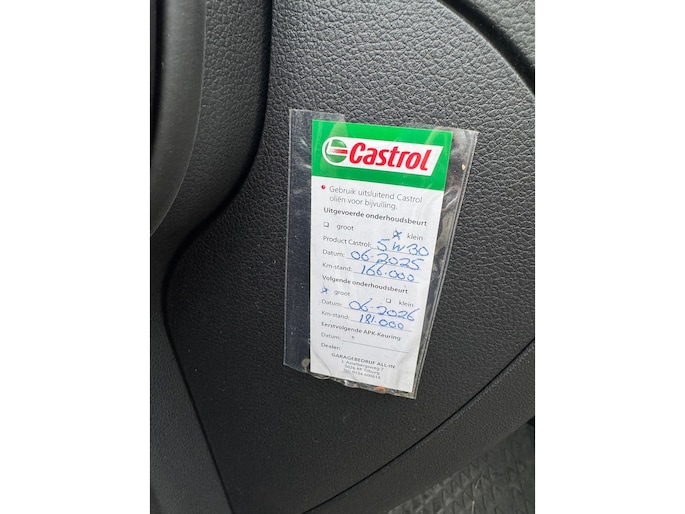 Castrol
Gebruik uitsluitend Castrol
oliën voor bijvulling.
Uitgevoerde onderhoudsbeurt
groot klein
Product Castrol: 5W30
Datum: 06-2025
Km-stand: 166.000
Volgende onderhoudsbeurt
groot klein
Datum: 06-2026
Km-stand: 181.000
Eerstvolgende APK-Keuring
Datum:
Dealer:
GARAGEBEDRIJF ALL-IN
Tilburg